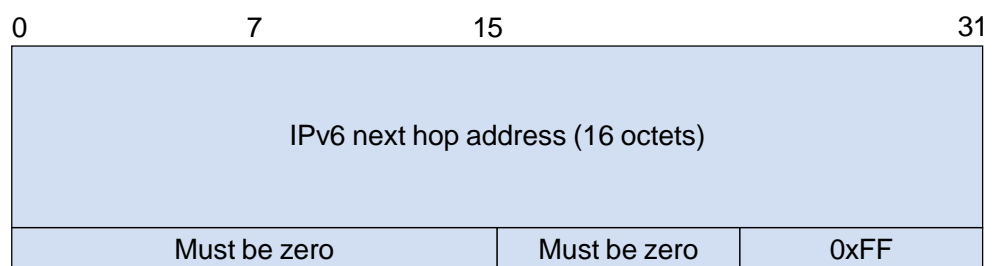 0 7 15 31
IPv6 next hop address (16 octets)
Must be zero Must be zero 0xFF